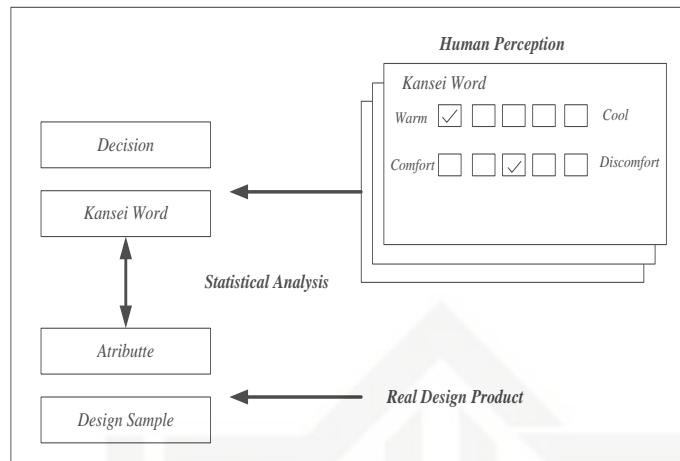 Human Perception
Kansei Word
Warm Cool
Comfort Discomfort
Decision
Kansei Word
Statistical Analysis
Atributte
Real Design Product
Design Sample